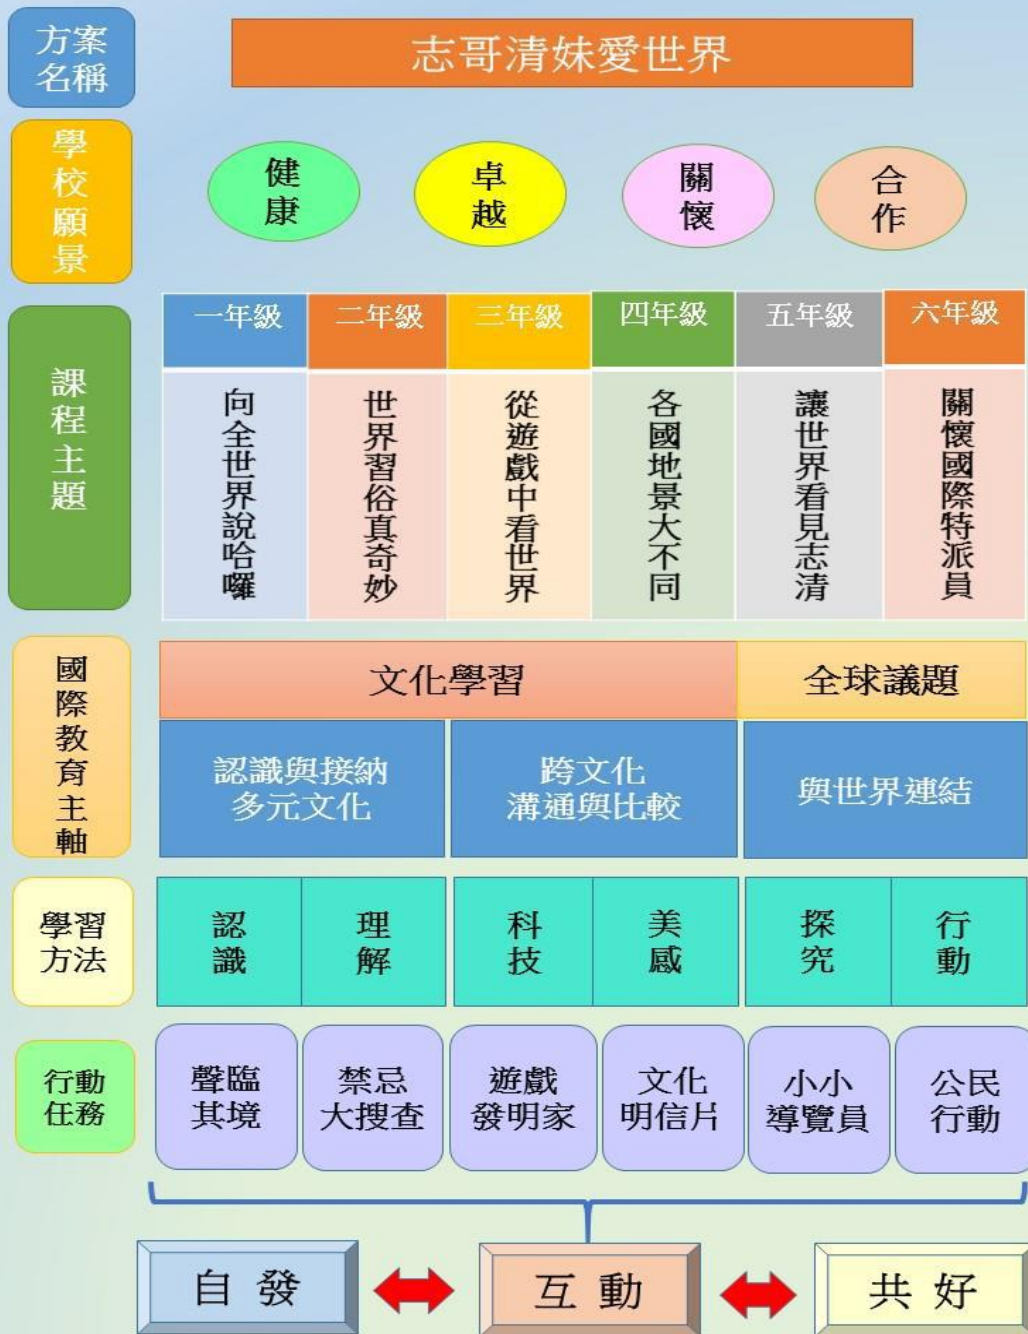 方案
名稱
志哥清妹愛世界
學校願景
健康
卓越
關懷
合作
課程主題
一年級
二年級
三年級
四年級
五年級
六年級
向全世界說哈囉
世界習俗真奇妙
從遊戲中看世界
各國地景大不同
讓世界看見志清
關懷國際特派員
國際教育主軸
文化學習
全球議題
認識與接納
多元文化
跨文化
溝通與比較
與世界連結
學習
方法
認識
理解
科技
美感
探究
行動
行動
任務
聲臨
其境
禁忌
大搜查
遊戲
發明家
文化
明信片
小小
導覽員
公民
行動
自發
互動
共好